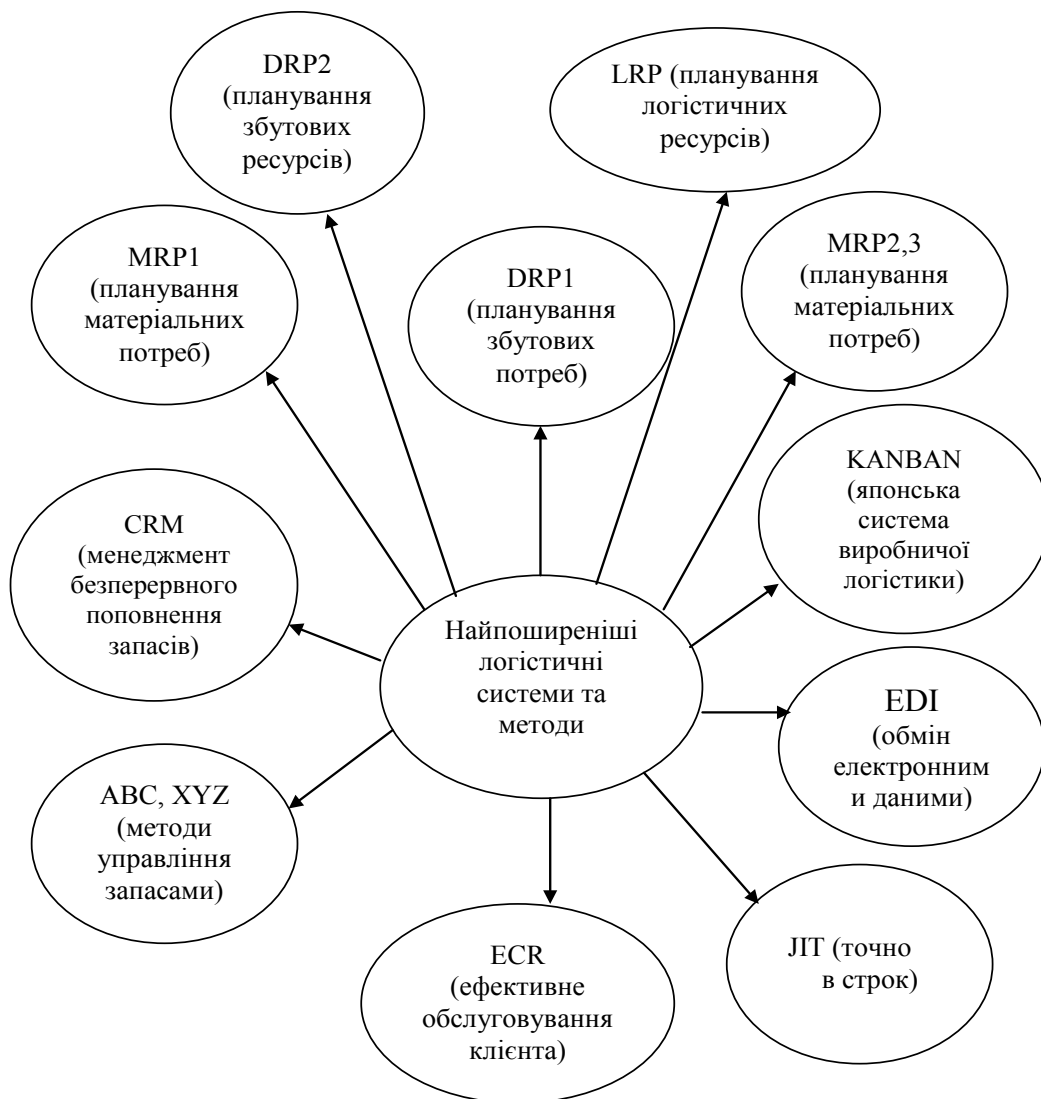 DRP2
(планування
збутових
ресурсів)
LRP (планування
логістичних
ресурсів)
MRP1
(планування
матеріальних
потреб)
DRP1
(планування
збутових
потреб)
MRP2,3
(планування
матеріальних
потреб)
KANBAN
(японська
система
виробничої
логістики)
CRM
(менеджмент
безперервного
поповнення
запасів)
Найпоширеніші
логістичні
системи та
методи
EDI
(обмін
електронним
и даними)
ABC, XYZ
(методи
управління
запасами)
ECR
(ефективне
обслуговування
клієнта)
JIT (точно
в строк)